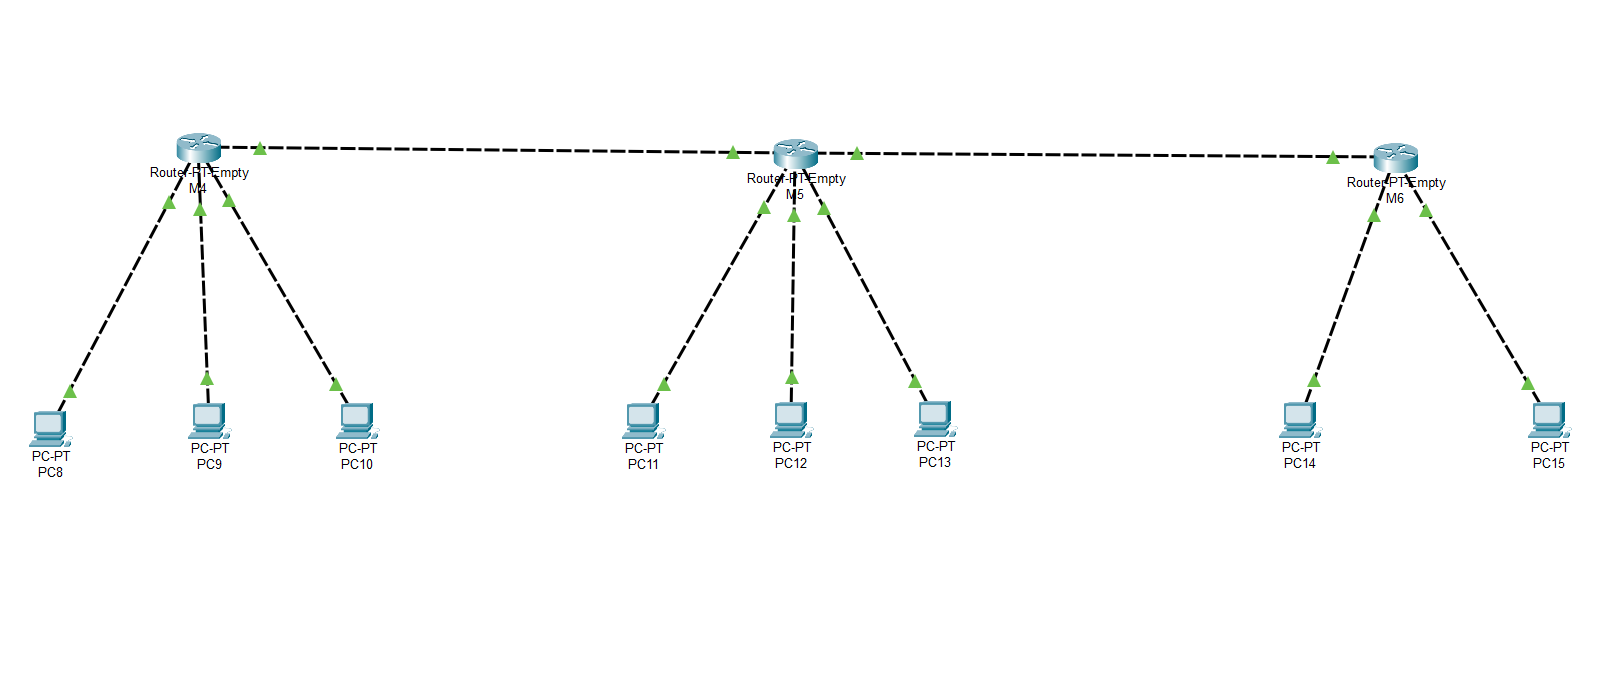 Router-PT-Empty
M4
Router-PT-Empty
M5
Router-PT-Empty
M6
PC-PT
PC8
PC-PT
PC9
PC-PT
PC10
PC-PT
PC11
PC-PT
PC12
PC-PT
PC13
PC-PT
PC14
PC-PT
PC15